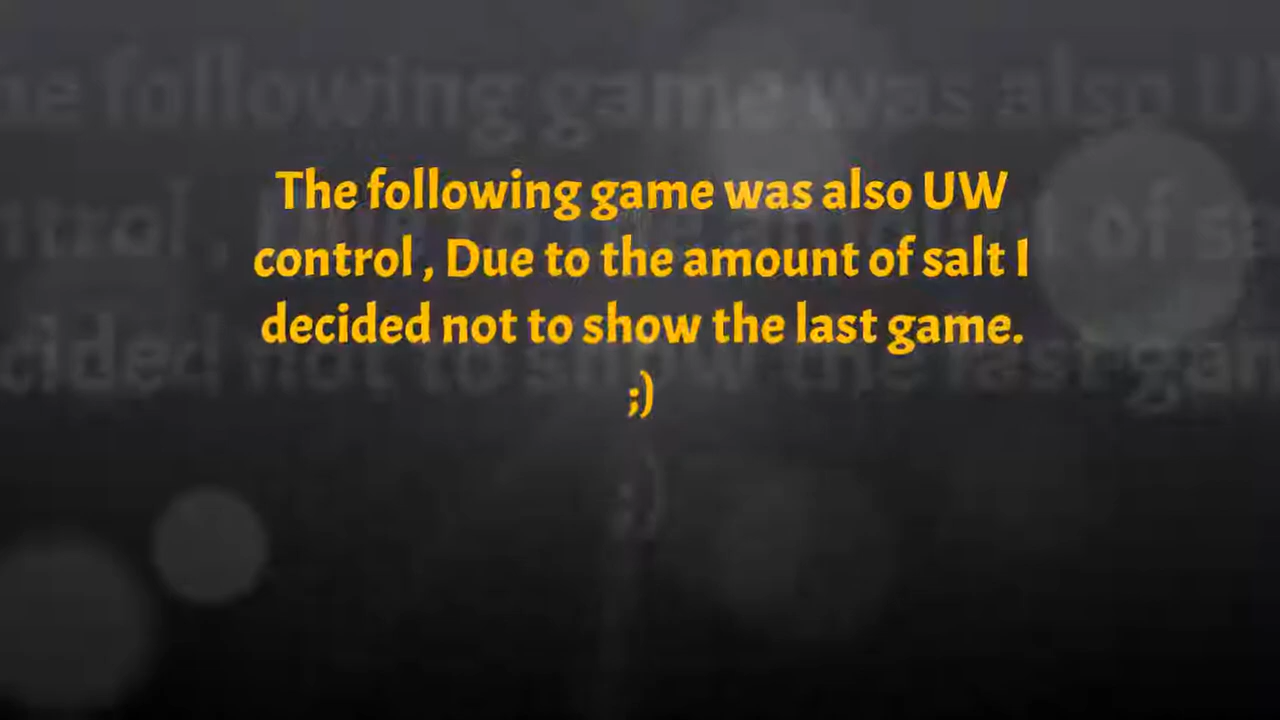 The following game was also UW
control , Due to the amount of salt I
decided not to show the last game.
;)